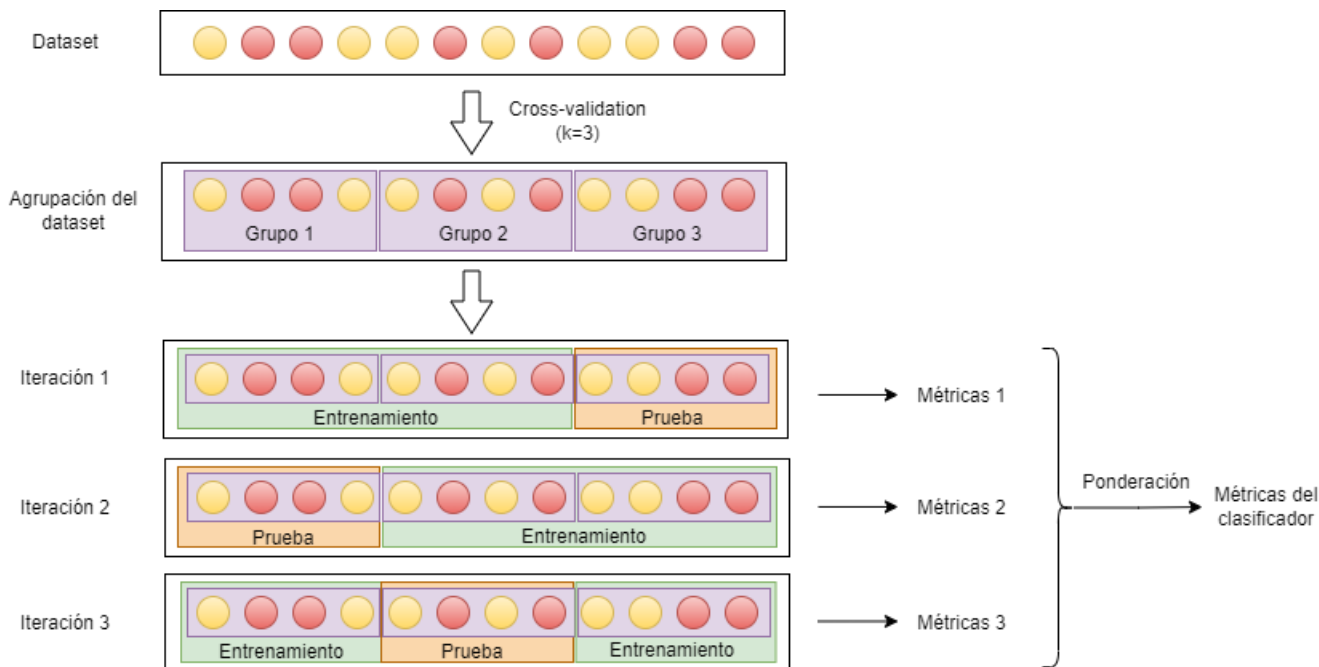 Dataset
Cross-validation
(k=3)
Agrupación del
dataset
Grupo 1
Grupo 2
Grupo 3
Iteración 1
Entrenamiento
Prueba
Métricas 1
Iteración 2
Prueba
Entrenamiento
Métricas 2
Ponderación
Métricas del
clasificador
Iteración 3
Entrenamiento
Prueba
Entrenamiento
Métricas 3